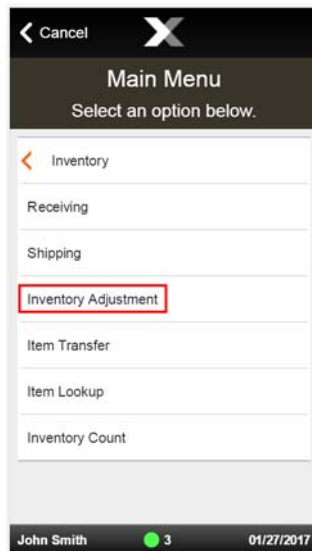 Cancel
Main Menu
Select an option below.
Inventory
Receiving
Shipping
Inventory Adjustment
Item Transfer
Item Lookup
Inventory Count
John Smith 3 01/27/2017